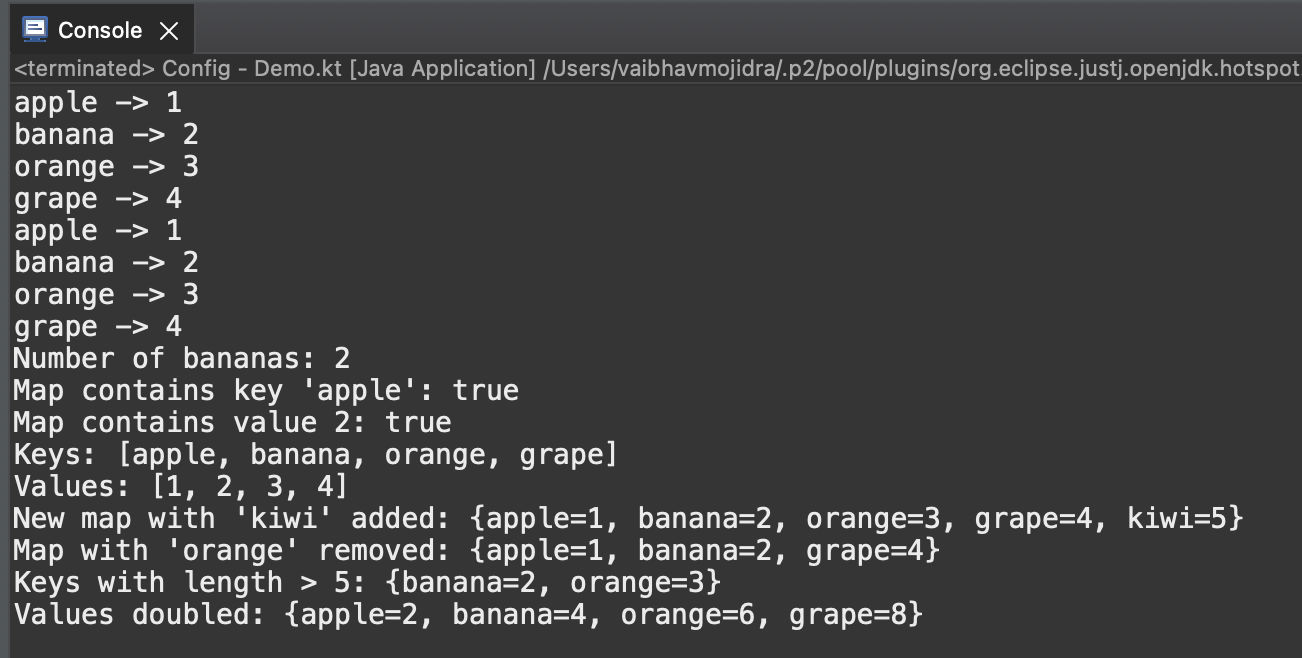 Console
<terminated> Config - Demo.kt [Java Application] /Users/vaibhavmojidra/.p2/pool/plugins/org.eclipse.justj.openjdk.hotspot
apple -> 1
banana -> 2
orange -> 3
grape -> 4
apple -> 1
banana -> 2
orange -> 3
grape -> 4
Number of bananas: 2
Map contains key 'apple': true
Map contains value 2: true
Keys: [apple, banana, orange, grape]
Values: [1, 2, 3, 4]
New map with 'kiwi' added: {apple=1, banana=2, orange=3, grape=4, kiwi=5}
Map with 'orange' removed: {apple=1, banana=2, grape=4}
Keys with length > 5: {banana=2, orange=3}
Values doubled: {apple=2, banana=4, orange=6, grape=8}